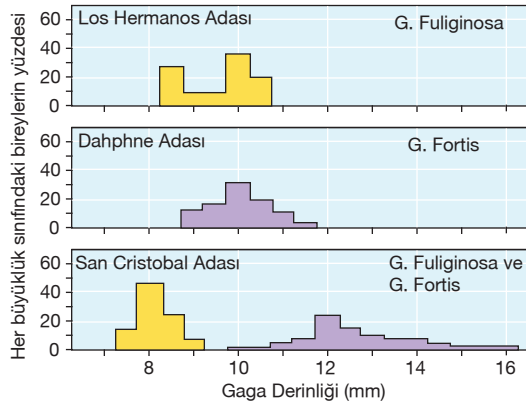 Her büyüklük sınıfındaki bireylerin yüzdesi
Los Hermanos Adası
G. Fuliginosa
60
40
20
0
Dahphne Adası
G. Fortis
60
40
20
0
San Cristobal Adası
G. Fuliginosa ve
G. Fortis
60
40
20
0
8 10 12 14 16
Gaga Derinliği (mm)